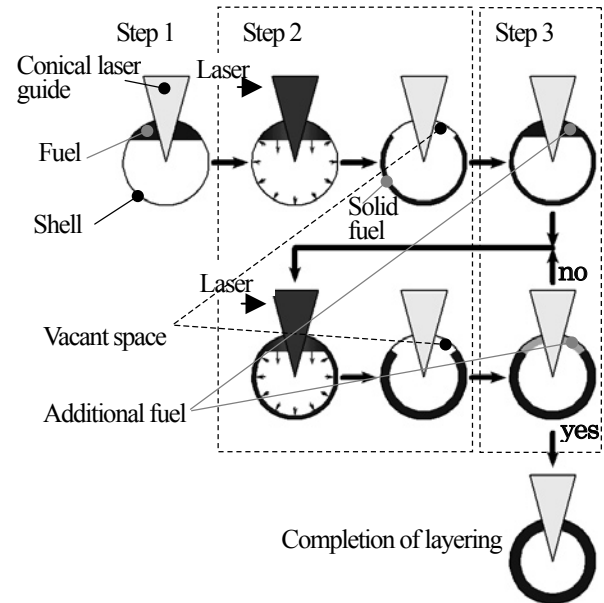 Step 1
Step 2
Step 3
Conical laser
guide
Laser
Fuel
Shell
Solid
fuel
Laser
no
Vacant space
Additional fuel
yes
Completion of layering